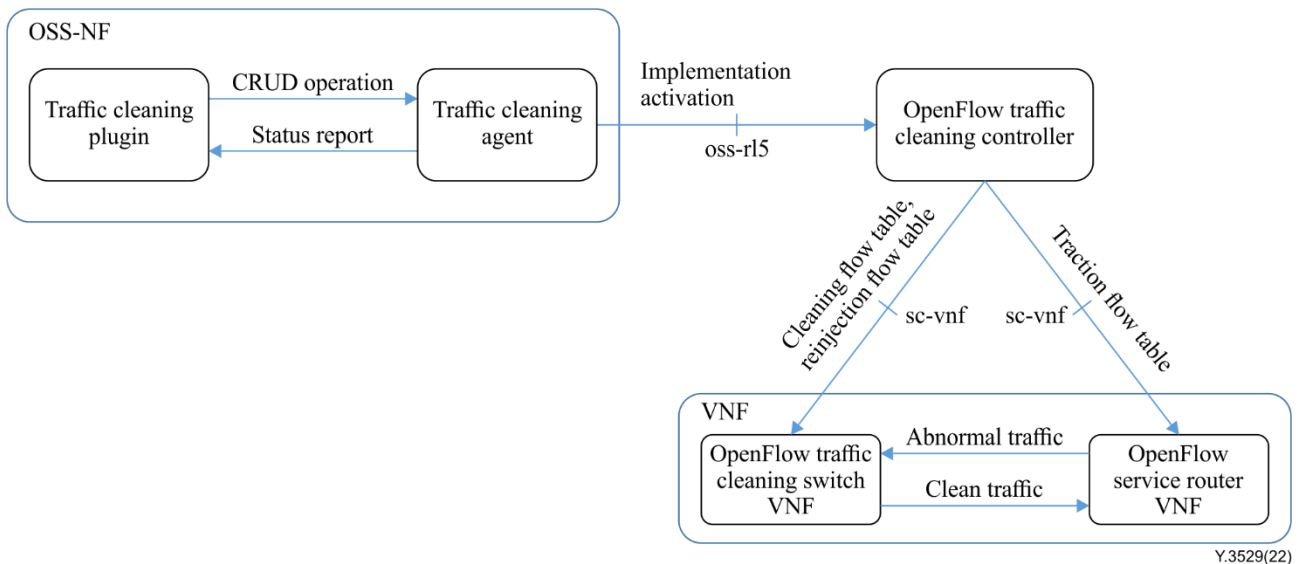 OSS-NF
Traffic cleaning
plugin
CRUD operation
Status report
Traffic cleaning
agent
Implementation
activation
oss-rl5
OpenFlow traffic
cleaning controller
Cleaning flow table,
reinjection flow table
sc-vnf
sc-vnf
Traction flow table
VNF
OpenFlow traffic
cleaning switch
VNF
Abnormal traffic
Clean traffic
OpenFlow
service router
VNF
Y.3529(22)